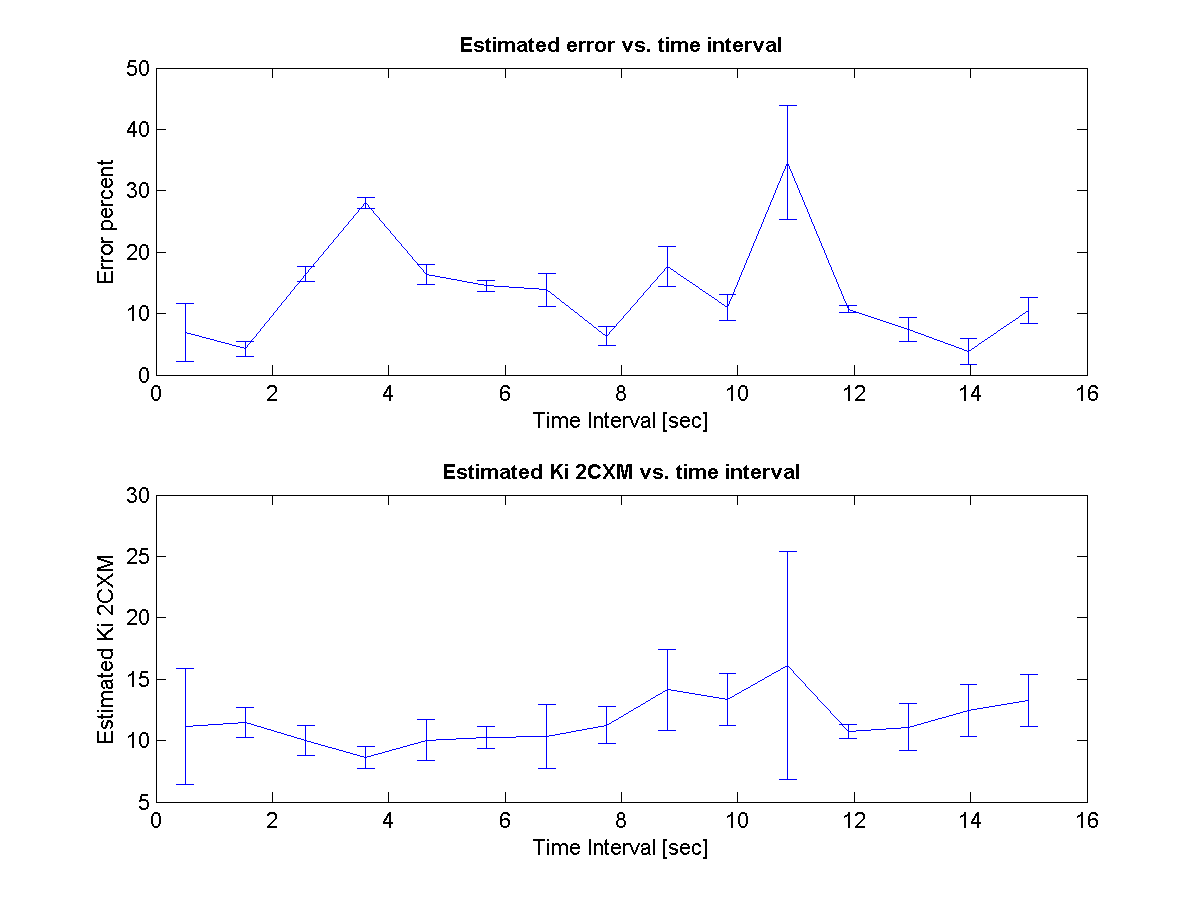 Estimated error vs. time interval
50
40
30
20
10
0
Error percent
0 2 4 6 8 10 12 14 16
Time Interval [sec]
Estimated Ki 2CXM vs. time interval
30
25
20
15
10
5
Estimated Ki 2CXM
0 2 4 6 8 10 12 14 16
Time Interval [sec]